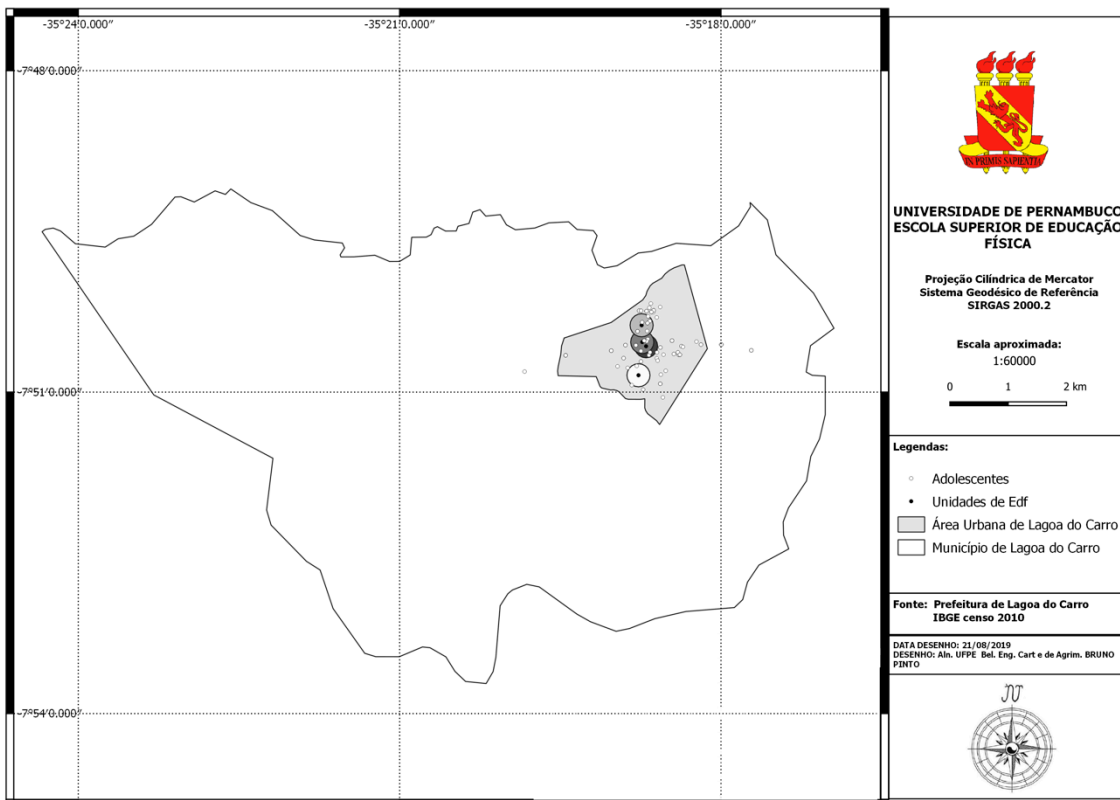 -35°24'0.000"
-35°21'0.000"
-35°18'0.000"
-7°48'0.000"
-7°51'0.000"
-7°54'0.000"
IN PRIMIS SAPIENTIA
UNIVERSIDADE DE PERNAMBUCO
ESCOLA SUPERIOR DE EDUCAÇÃO
FÍSICA
Projeção Cilíndrica de Mercator
Sistema Geodésico de Referência
SIRGAS 2000.2
Escala aproximada:
1:60000
0 1 2 km
Legendas:
Adolescentes
Unidades de Edf
Área Urbana de Lagoa do Carro
Município de Lagoa do Carro
Fonte: Prefeitura de Lagoa do Carro
IBGE censo 2010
DATA DESENHO: 21/08/2019
DESENHO: Aln. UFPE Bel. Eng. Cart e de Agrim. BRUNO
PINTO
N